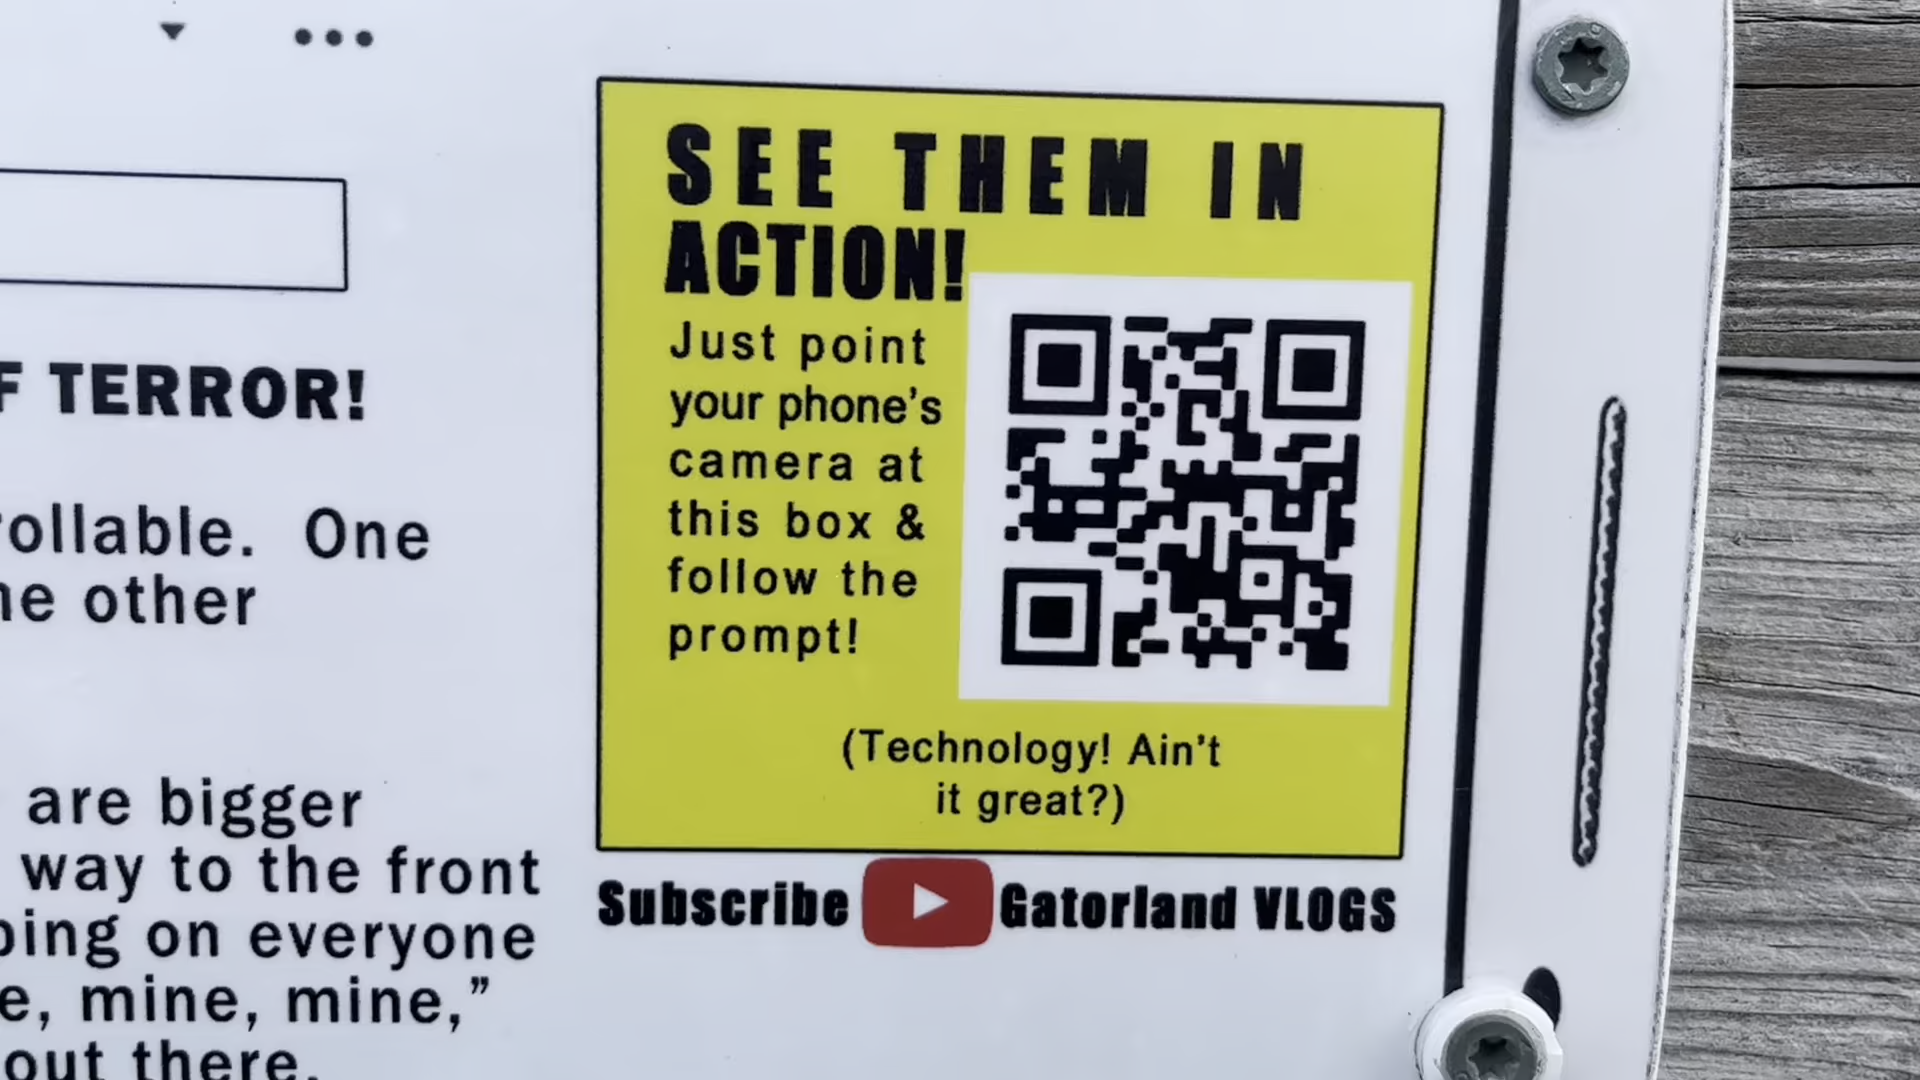 F TERROR!
ollable. One
he other
are bigger
way to the front
ping on everyone
e, mine, mine,”
out there.
SEE THEM IN
ACTION!
Just point
your phone’s
camera at
this box &
follow the
prompt!
(Technology! Ain’t
it great?)
Subscribe Gatorland VLOGS